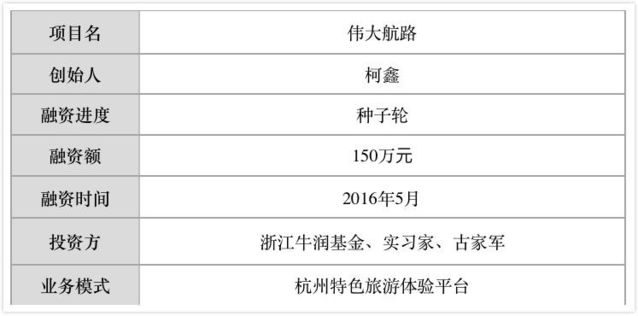 项目名 伟大航路
创始人 柯鑫
融资进度 种子轮
融资额 150万元
融资时间 2016年5月
投资方 浙江牛润基金、实习家、古家军
业务模式 杭州特色旅游体验平台